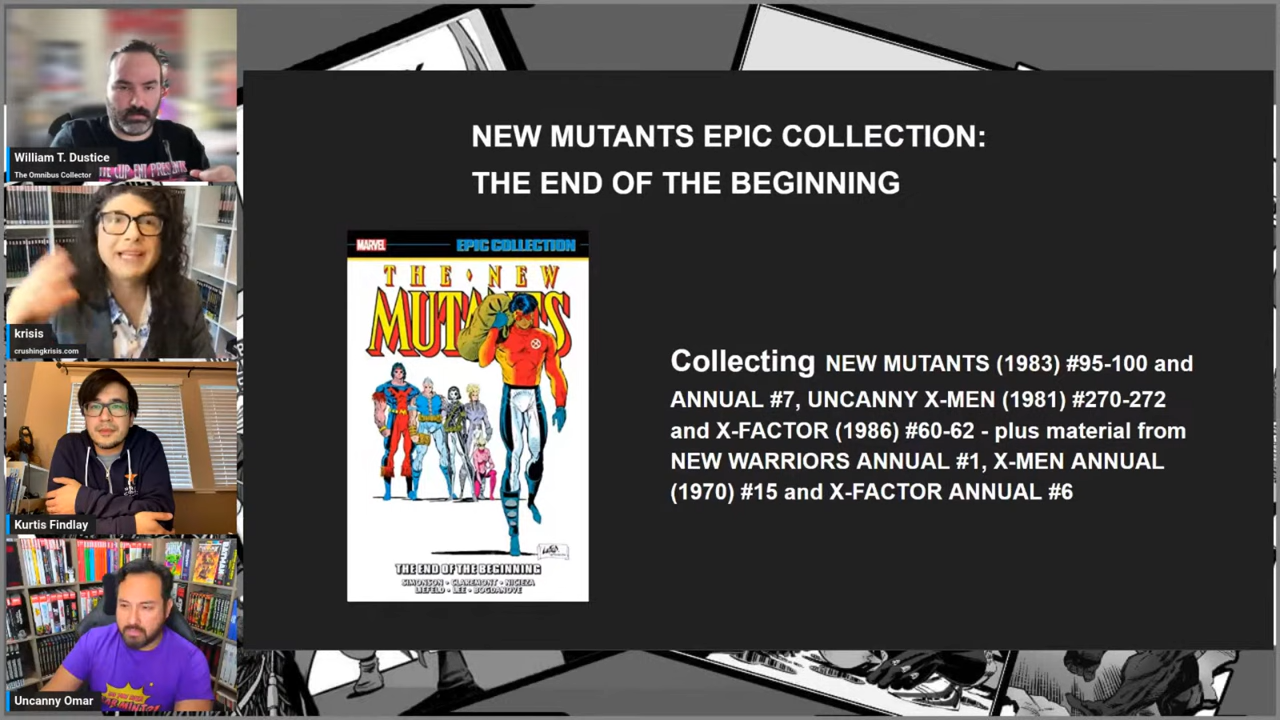 William T. Dustice
The Omnibus Collector
krisis
crushingkrisis.com
Kurtis Findlay
Uncanny Omar
NEW MUTANTS EPIC COLLECTION:
THE END OF THE BEGINNING
MARVEL
EPIC COLLECTION
THE • NEW
MUTANTS
THE END OF THE BEGINNING
SIMONSON • CLAREMONT • NICIEZA
LIEFELD • LEE • BOGDANOVE
Collecting NEW MUTANTS (1983) #95-100 and
ANNUAL #7, UNCANNY X-MEN (1981) #270-272
and X-FACTOR (1986) #60-62 - plus material from
NEW WARRIORS ANNUAL #1, X-MEN ANNUAL
(1970) #15 and X-FACTOR ANNUAL #6